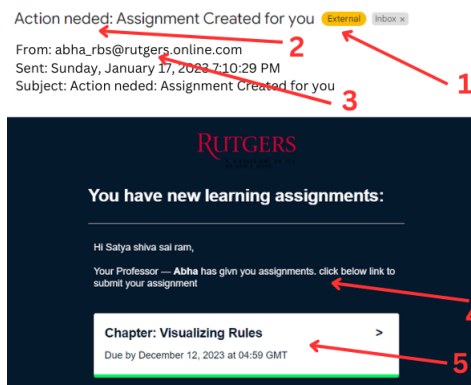 Action neded: Assignment Created for you External Inbox x
1
2
From: abha_rbs@rutgers.online.com
Sent: Sunday, January 17, 2023 7:10:29 PM
3
Subject: Action neded: Assignment Created for you
RUTGERS
You have new learning assignments:
Hi Satya shiva sai ram,
Your Professor — Abha has givn you assignments. click below link to
submit your assignment
4
Chapter: Visualizing Rules >
Due by December 12, 2023 at 04:59 GMT
5